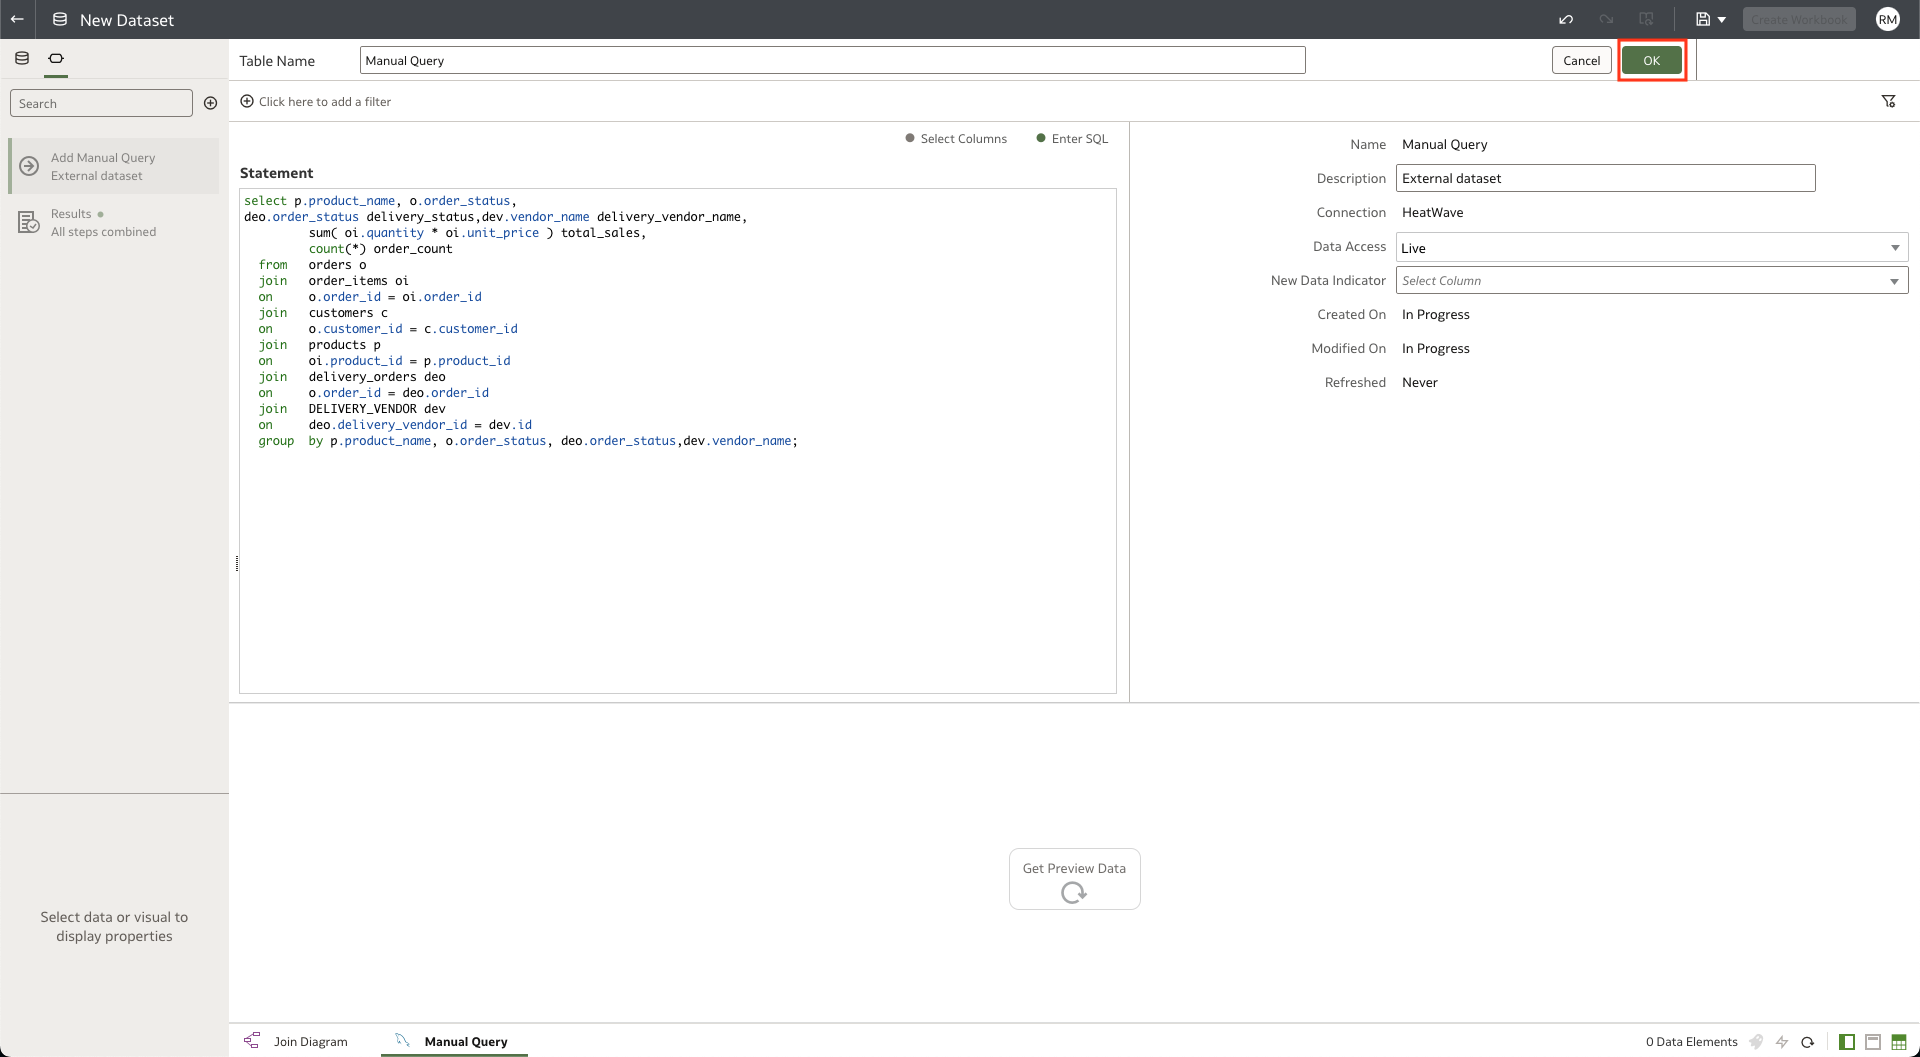 New Dataset
Create Workbook
RM
Table Name
Manual Query
Cancel
OK
Search
Click here to add a filter
Add Manual Query
External dataset
Results
All steps combined
Select Columns
Enter SQL
Statement
select p.product_name, o.order_status,
deo.order_status delivery_status,dev.vendor_name delivery_vendor_name,
sum( oi.quantity * oi.unit_price ) total_sales,
count(*) order_count
from orders o
join order_items oi
on o.order_id = oi.order_id
join customers c
on o.customer_id = c.customer_id
join products p
on oi.product_id = p.product_id
join delivery_orders deo
on o.order_id = deo.order_id
join DELIVERY_VENDOR dev
on deo.delivery_vendor_id = dev.id
group by p.product_name, o.order_status, deo.order_status,dev.vendor_name;
Name Manual Query
Description External dataset
Connection HeatWave
Data Access Live
New Data Indicator Select Column
Created On In Progress
Modified On In Progress
Refreshed Never
Get Preview Data
Select data or visual to
display properties
Join Diagram
Manual Query
0 Data Elements